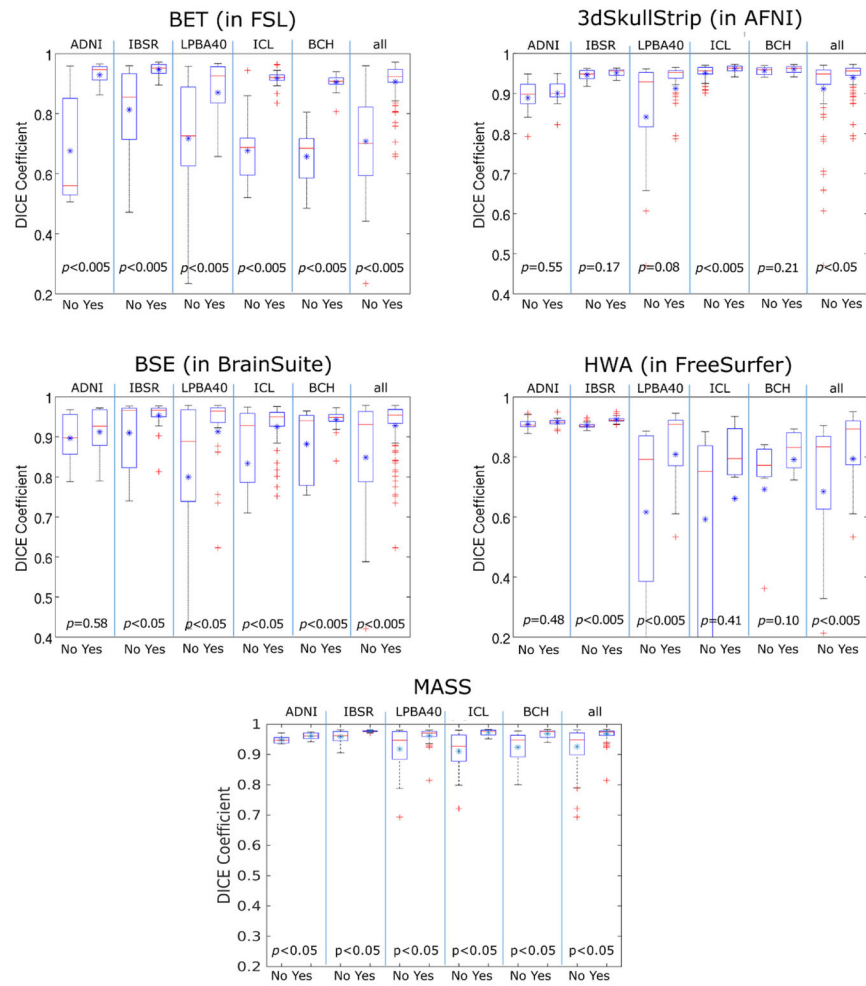 BET (in FSL)
ADNI IBSR LPBA40 ICL BCH all
DICE Coefficient
1
0.9
0.8
0.7
0.6
0.5
0.4
0.3
0.2
p<0.005 p<0.005 p<0.005 p<0.005 p<0.005 p<0.005
No Yes No Yes No Yes No Yes No Yes No Yes
3dSkullStrip (in AFNI)
ADNI IBSR LPBA40 ICL BCH all
DICE Coefficient
1
0.9
0.8
0.7
0.6
0.5
0.4
p=0.55 p=0.17 p=0.08 p<0.005 p=0.21 p<0.05
No Yes No Yes No Yes No Yes No Yes No Yes
BSE (in BrainSuite)
ADNI IBSR LPBA40 ICL BCH all
DICE Coefficient
1
0.9
0.8
0.7
0.6
0.5
0.4
p=0.58 p<0.05 p<0.05 p<0.05 p<0.005 p<0.005
No Yes No Yes No Yes No Yes No Yes No Yes
HWA (in FreeSurfer)
ADNI IBSR LPBA40 ICL BCH all
DICE Coefficient
1
0.8
0.6
0.4
0.2
p=0.48 p<0.005 p<0.005 p=0.41 p=0.10 p<0.005
No Yes No Yes No Yes No Yes No Yes No Yes
MASS
ADNI IBSR LPBA40 ICL BCH all
DICE Coefficient
1
0.9
0.8
0.7
0.6
0.5
0.4
0.3
0.2
p<0.05 p<0.05 p<0.05 p<0.05 p<0.05 p<0.05
No Yes No Yes No Yes No Yes No Yes No Yes